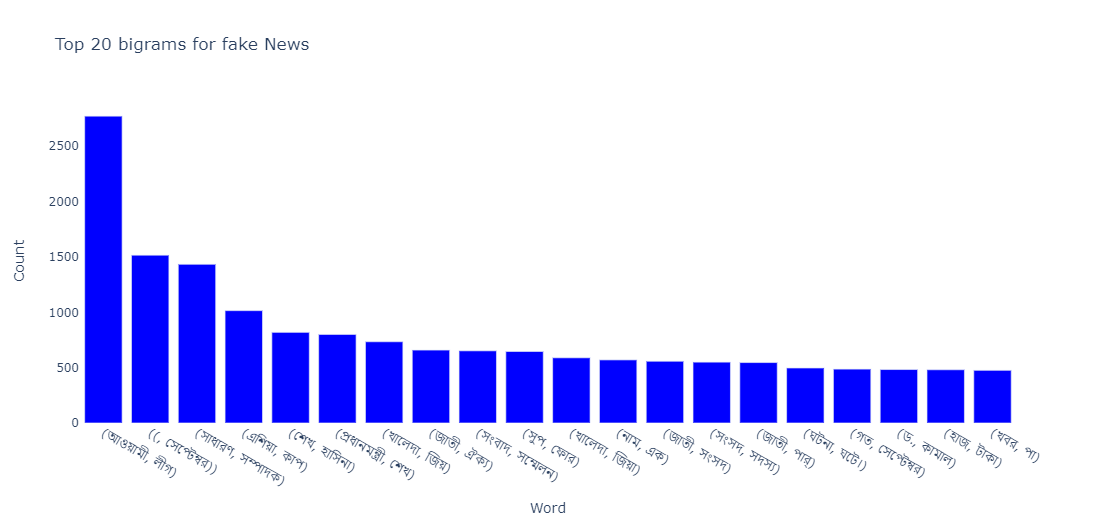 Top 20 bigrams for fake News
Count
2500
2000
1500
1000
500
0
(আওয়ামী, লীগ)
((, সেপ্টেম্বর))
(সাধারণ, সম্পাদক)
(এশিয়া, কাপ)
(শেখ, হাসিনা)
(প্রধানমন্ত্রী, শেখ)
(খালেদা, জিয়)
(জাতী, ঐক্য)
(সংবাদ, সম্মেলন)
(সুপ, ফোর)
(খালেদা, জিয়া)
(নাম, এক)
(জাতী, সংসদ)
(সংসদ, সদস্য)
(জাতী, পার্)
(ঘটনা, ঘটে।)
(গত, সেপ্টেম্বর)
(ড., কামাল)
(হাজ, টাকা)
(খবর, পা)
Word